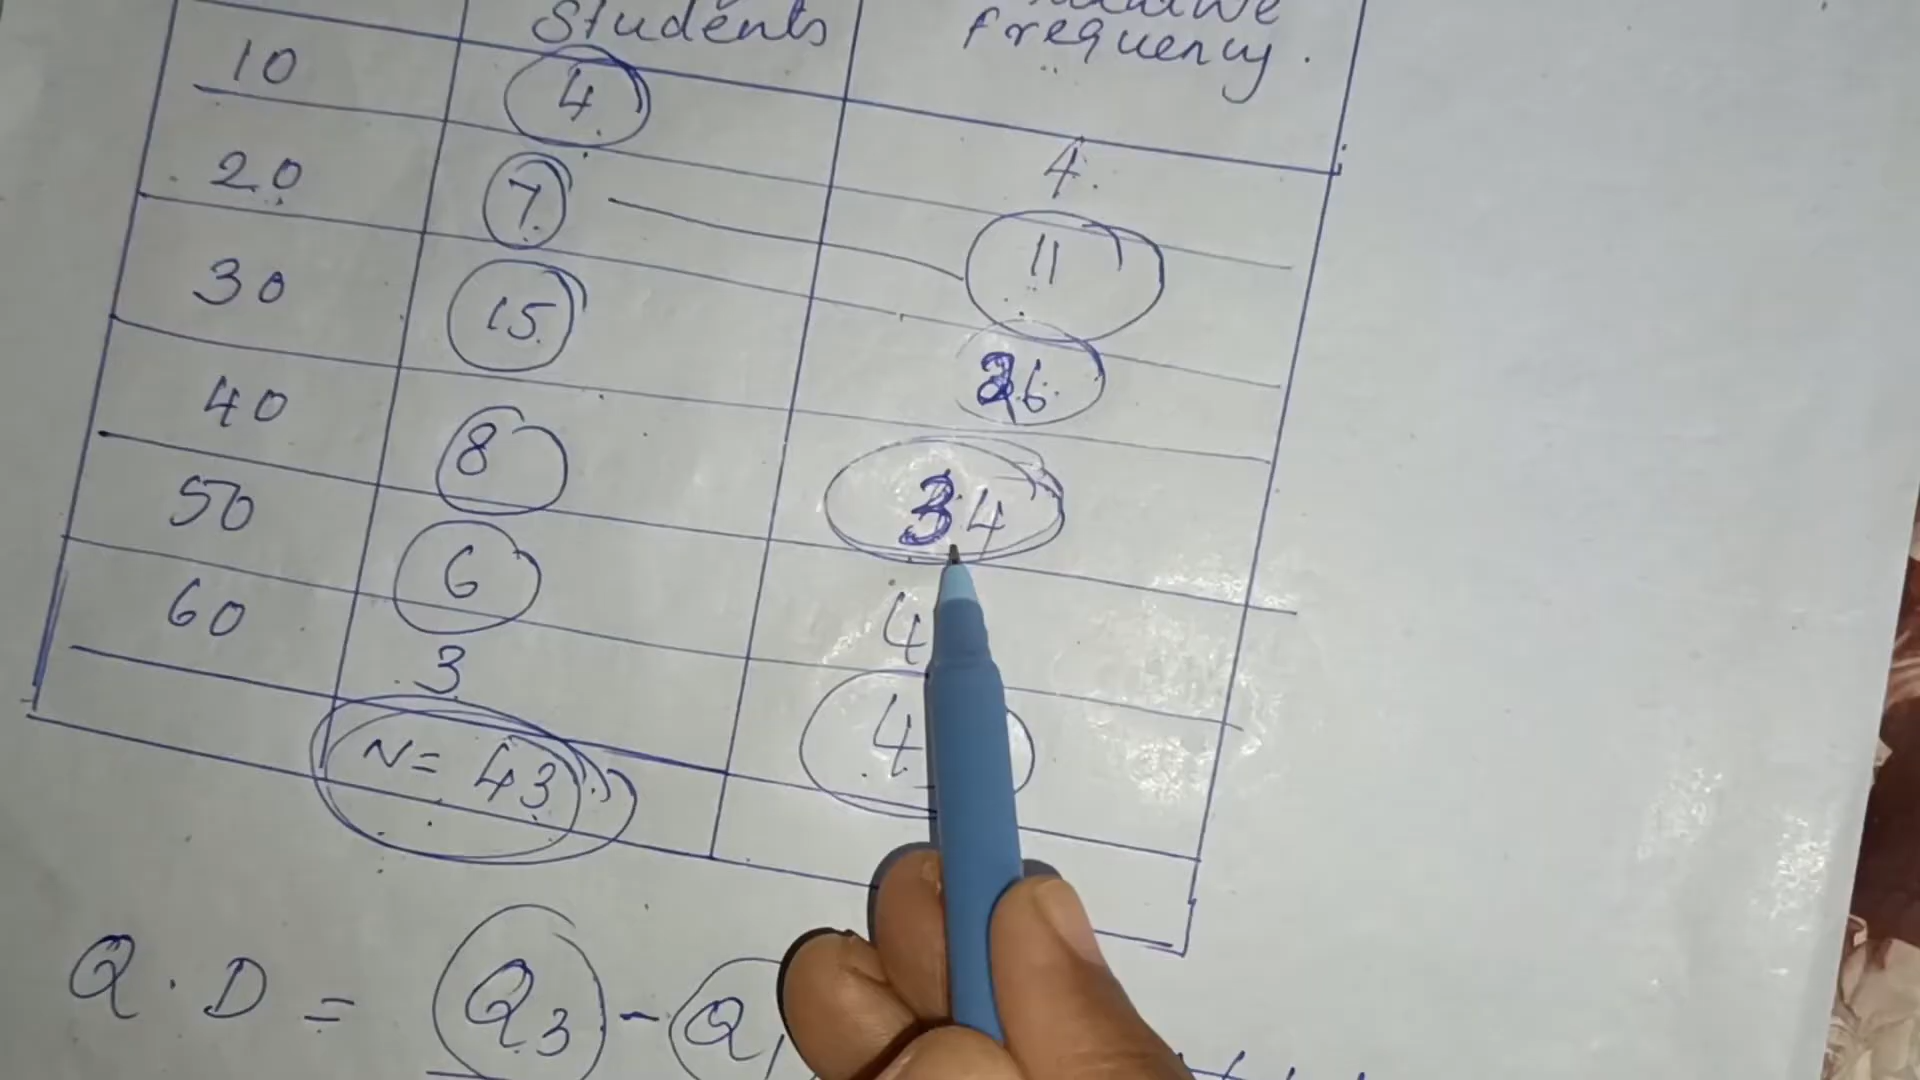 Students
frequency.
10 4 4
20 7 11
30 15 26
40 8 34
50 6
60 3
N = 43
Q.D = Q3 - Q1